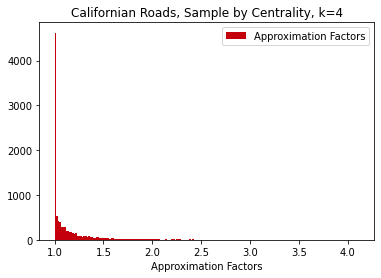 Californian Roads, Sample by Centrality, k=4
Approximation Factors
4000
3000
2000
1000
0
1.0 1.5 2.0 2.5 3.0 3.5 4.0
Approximation Factors